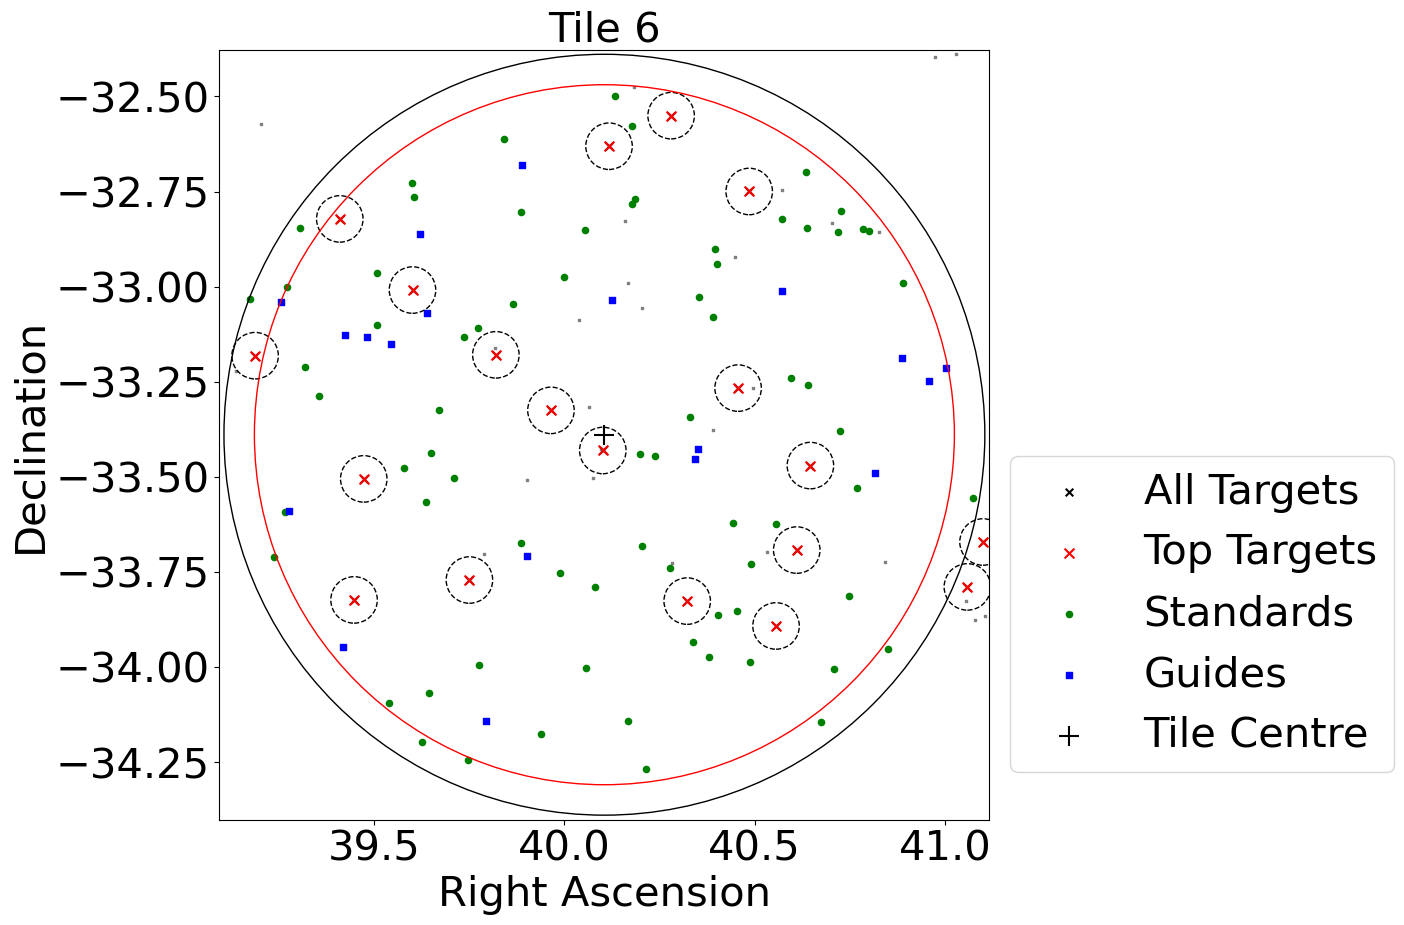 Tile 6
−32.50
−32.75
−33.00
−33.25
−33.50
−33.75
−34.00
−34.25
Declination
39.5
40.0
40.5
41.0
Right Ascension
All Targets
Top Targets
Standards
Guides
Tile Centre